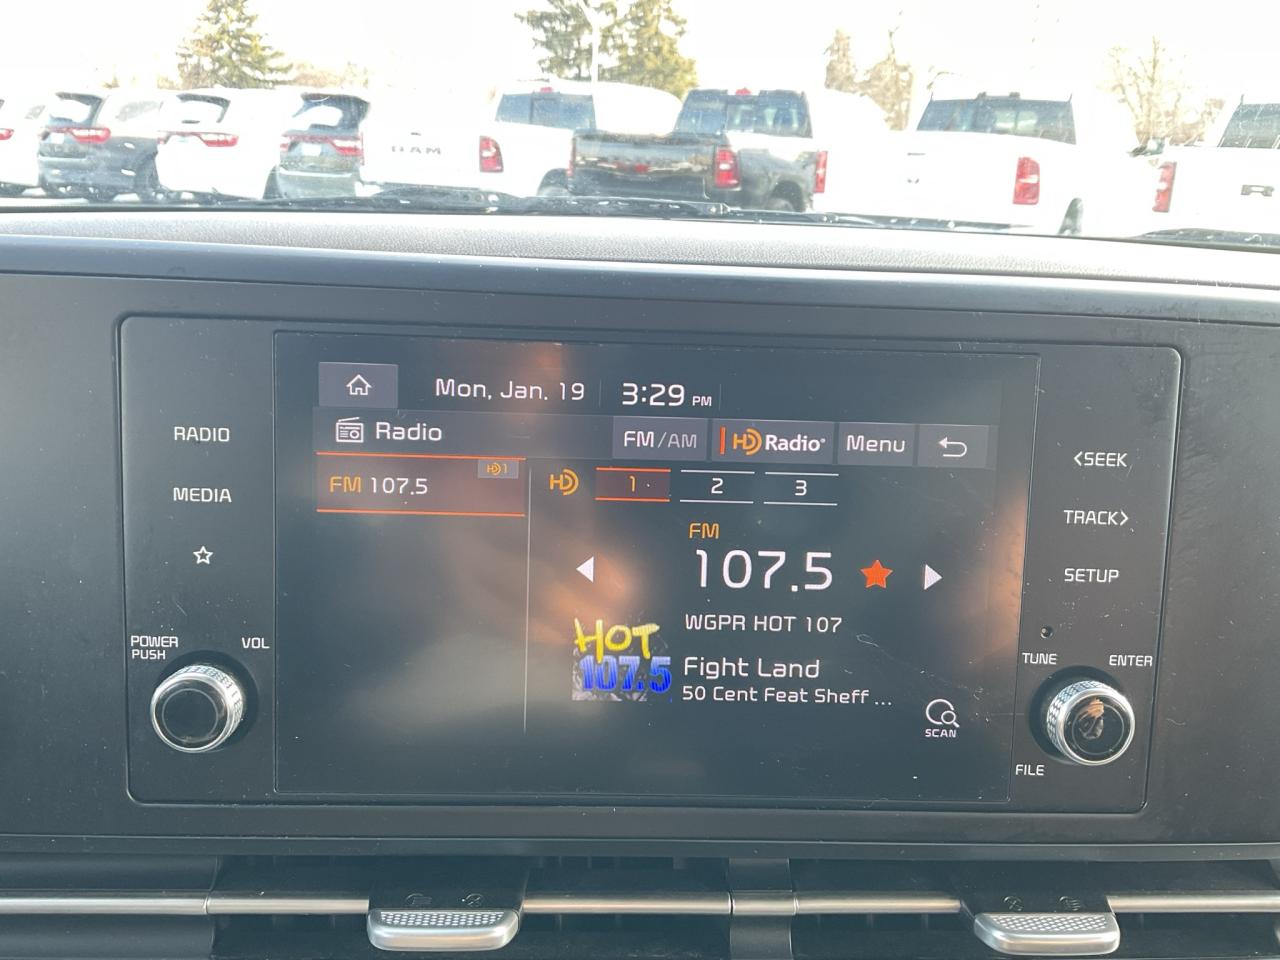 RAM
Mon, Jan. 19 3:29 PM
Radio FM/AM HD Radio Menu
FM 107.5 HD1
HD 1 2 3
FM
107.5
WGPR HOT 107
HOT
107.5
Fight Land
50 Cent Feat Sheff ...
SCAN
RADIO
MEDIA
POWER
PUSH
VOL
<SEEK
TRACK>
SETUP
TUNE
ENTER
FILE